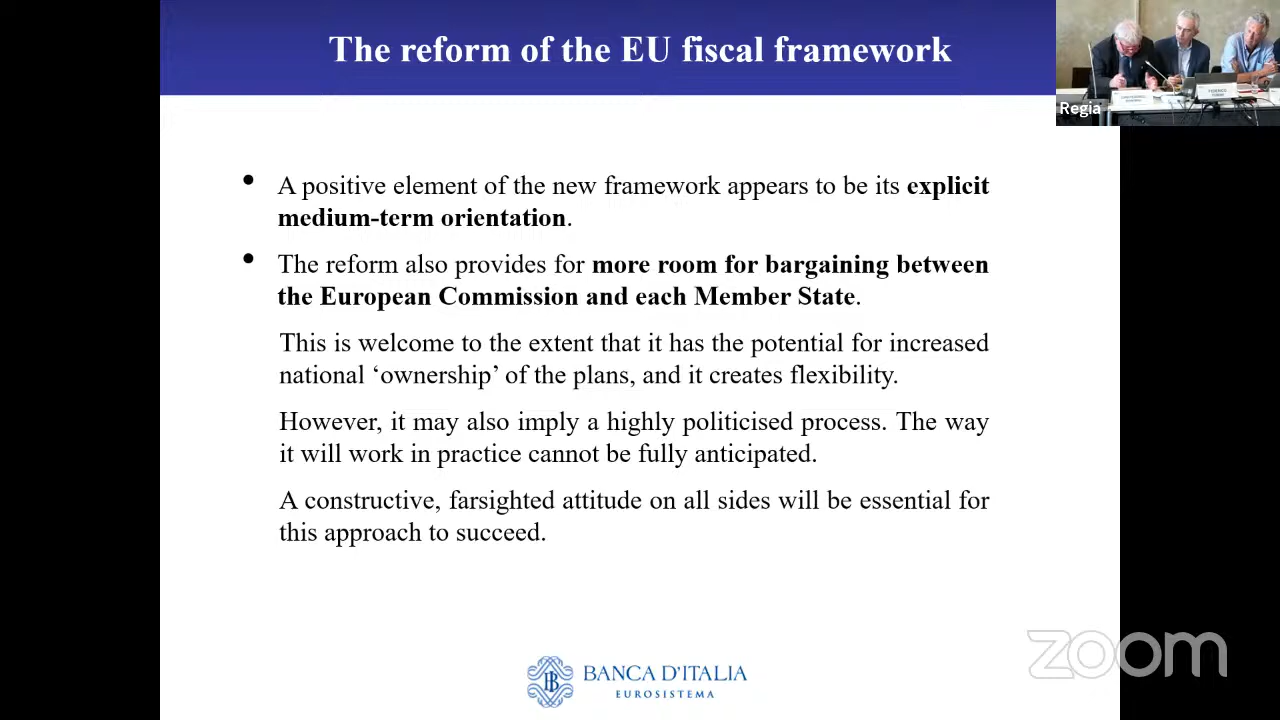 The reform of the EU fiscal framework
Regia
• A positive element of the new framework appears to be its explicit
medium-term orientation.
• The reform also provides for more room for bargaining between
the European Commission and each Member State.
This is welcome to the extent that it has the potential for increased
national ‘ownership’ of the plans, and it creates flexibility.
However, it may also imply a highly politicised process. The way
it will work in practice cannot be fully anticipated.
A constructive, farsighted attitude on all sides will be essential for
this approach to succeed.
BANCA D'ITALIA
EUROSISTEMA
zoom